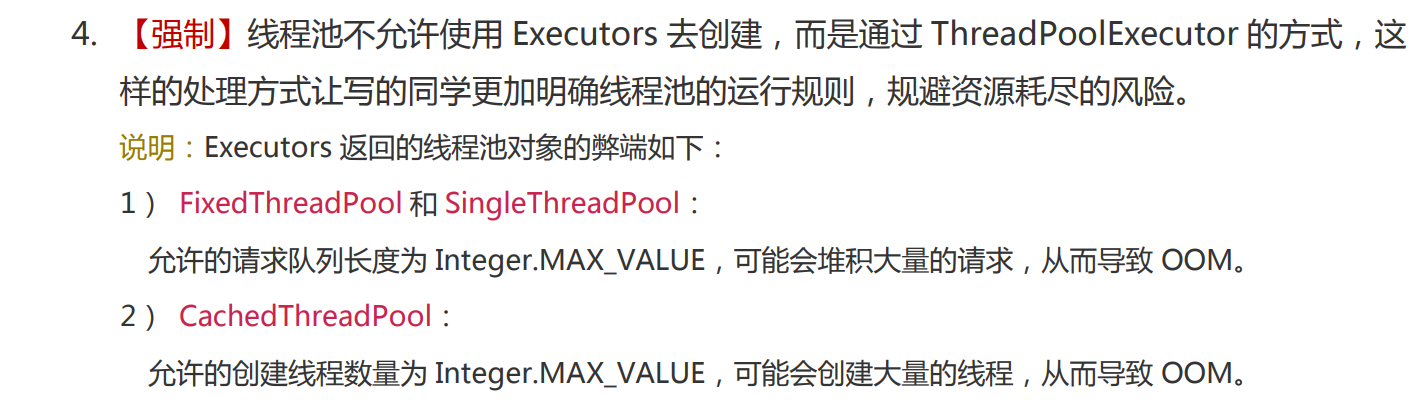 4. 【强制】线程池不允许使用 Executors 去创建，而是通过 ThreadPoolExecutor 的方式，这
样的处理方式让写的同学更加明确线程池的运行规则，规避资源耗尽的风险。
说明：Executors 返回的线程池对象的弊端如下：
1） FixedThreadPool 和 SingleThreadPool：
允许的请求队列长度为 Integer.MAX_VALUE，可能会堆积大量的请求，从而导致 OOM。
2） CachedThreadPool：
允许的创建线程数量为 Integer.MAX_VALUE，可能会创建大量的线程，从而导致 OOM。